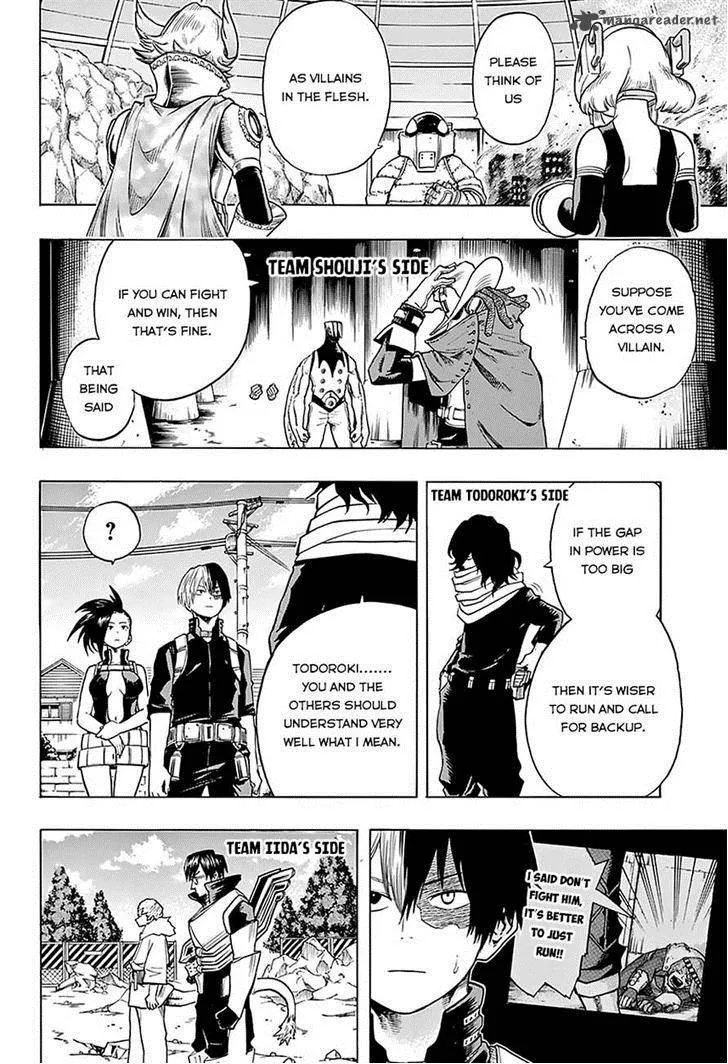 mangareader.net
PLEASE
THINK OF
US
AS VILLAINS
IN THE FLESH.
TEAM SHOUJI'S SIDE
SUPPOSE
YOU'VE COME
ACROSS A
VILLAIN.
IF YOU CAN FIGHT
AND WIN, THEN
THAT'S FINE.
THAT
BEING
SAID
TEAM TODOROKI'S SIDE
IF THE GAP
IN POWER IS
TOO BIG
THEN IT'S WISER
TO RUN AND CALL
FOR BACKUP.
?
TODOROKI.......
YOU AND THE
OTHERS SHOULD
UNDERSTAND VERY
WELL WHAT I MEAN.
I SAID DON'T
FIGHT HIM,
IT'S BETTER
TO JUST
RUN!!
TEAM IIDA'S SIDE